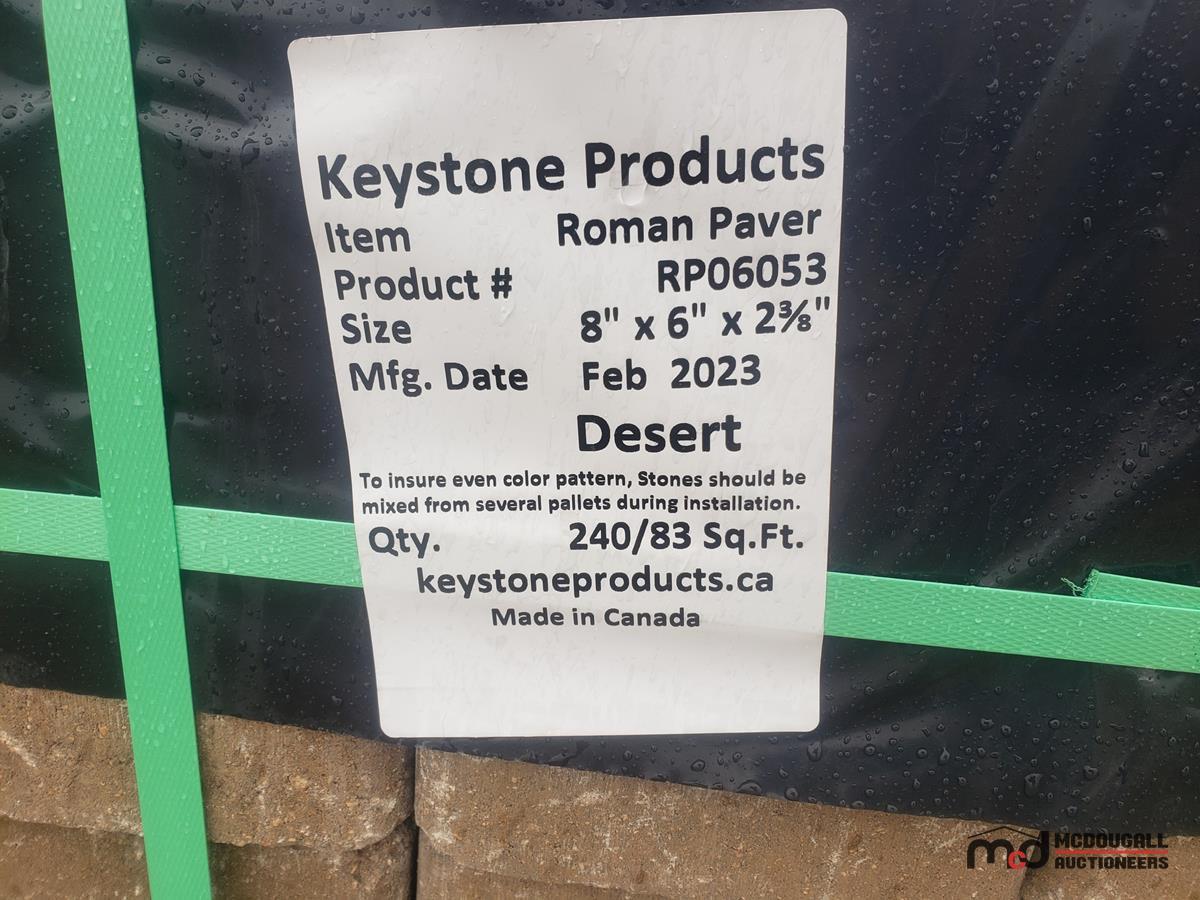 Keystone Products
Item Roman Paver
Product # RP06053
Size 8" x 6" x 2⅜"
Mfg. Date Feb 2023
Desert
To insure even color pattern, Stones should be
mixed from several pallets during installation.
Qty. 240/83 Sq.Ft.
keystoneproducts.ca
Made in Canada
mcd MCDOUGALL
AUCTIONEERS